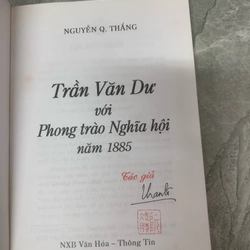 NGUYỄN Q. THẮNG
Trần Văn Dư
với
Phong trào Nghĩa hội
năm 1885
Tác giả
NXB Văn Hóa - Thông Tin